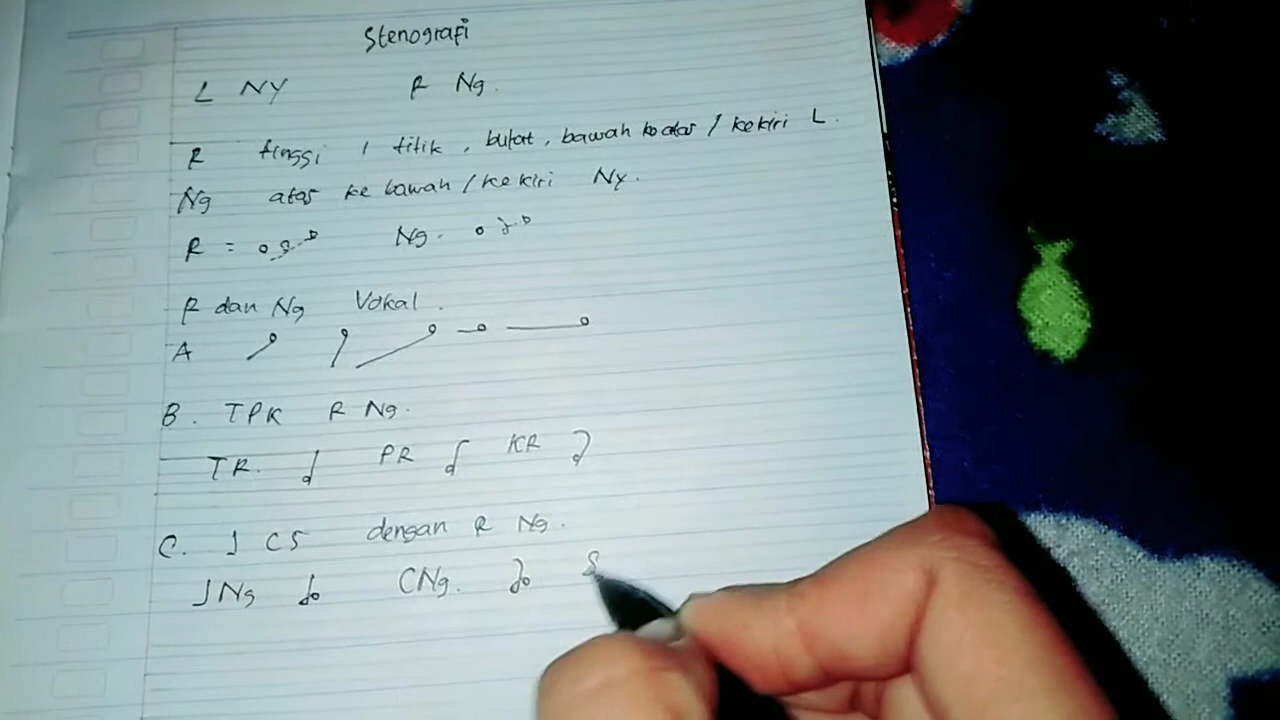 Stenografi
L NY R Ng.
R tinggi 1 titik, bulat, bawah ke atas / ke kiri L.
Ng atas ke bawah / ke kiri Ny.
R = Ng.
R dan Ng Vokal.
A
B. TPK R Ng.
TR. PR KR
C. J C S dengan R Ng.
JNg CNg. S